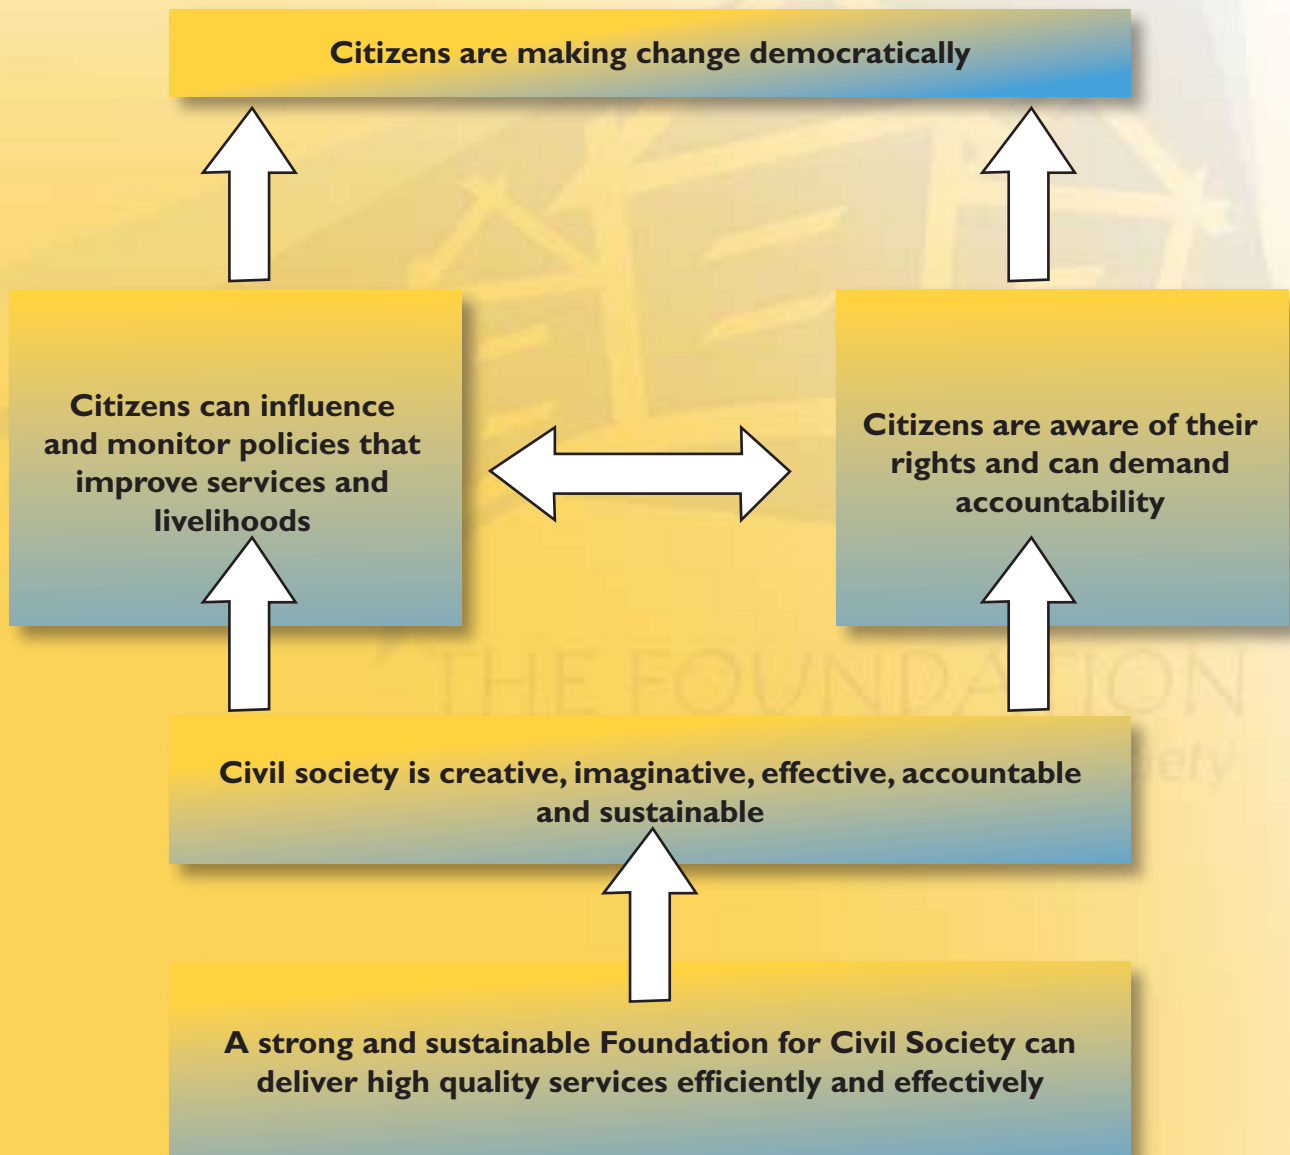 Citizens are making change democratically
Citizens can influence
and monitor policies that
improve services and
livelihoods
Citizens are aware of their
rights and can demand
accountability
THE FOUNDATION
Civil society is creative, imaginative, effective, accountable
and sustainable
A strong and sustainable Foundation for Civil Society can
deliver high quality services efficiently and effectively